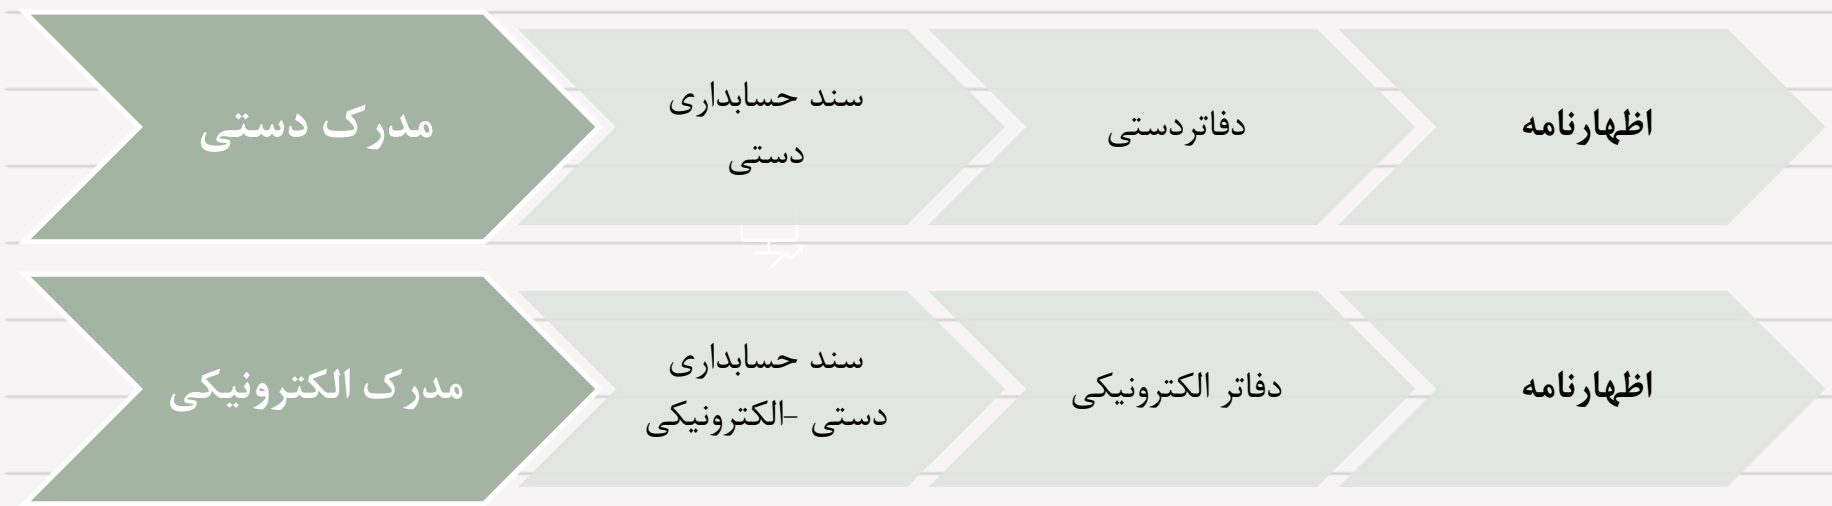 مدرک دستی
سند حسابداری
دستی
دفاتردستی
اظهارنامه
مدرک الکترونیکی
سند حسابداری
دستی -الکترونیکی
دفاتر الکترونیکی
اظهارنامه